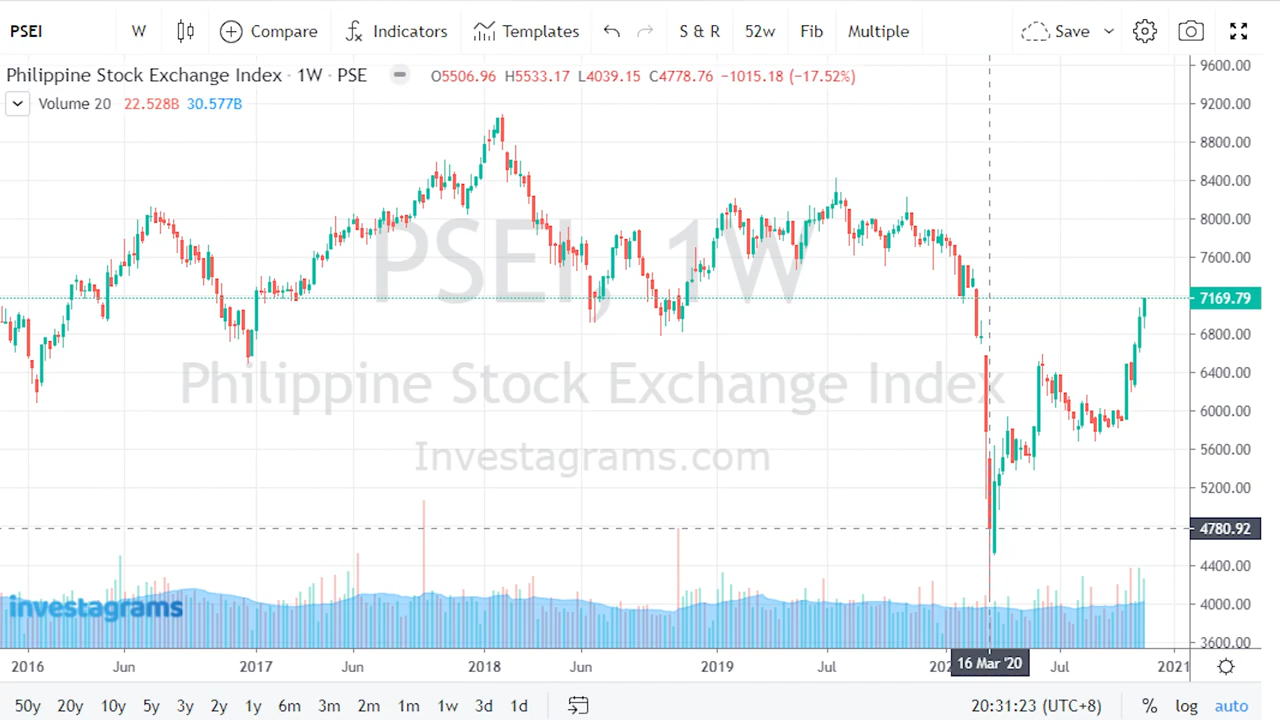 PSEI W Compare Indicators Templates S & R 52w Fib Multiple Save
Philippine Stock Exchange Index · 1W · PSE O5506.96 H5533.17 L4039.15 C4778.76 −1015.18 (−17.52%)
Volume 20 22.528B 30.577B
PSEI, 1W
Philippine Stock Exchange Index
Investagrams.com
investagrams
9600.00
9200.00
8800.00
8400.00
8000.00
7600.00
7169.79
6800.00
6400.00
6000.00
5600.00
5200.00
4780.92
4400.00
4000.00
3600.00
2016 Jun 2017 Jun 2018 Jun 2019 Jul 202 16 Mar '20 Jul 2021
50y 20y 10y 5y 3y 2y 1y 6m 3m 2m 1m 1w 3d 1d 20:31:23 (UTC+8) % log auto